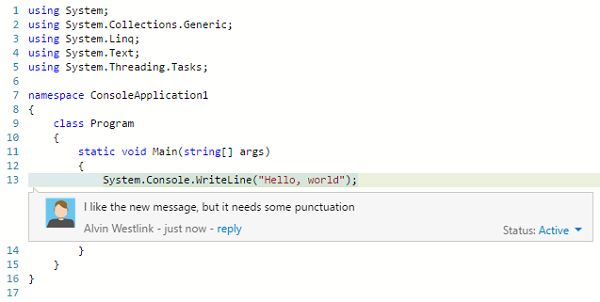 1 using System;
2 using System.Collections.Generic;
3 using System.Linq;
4 using System.Text;
5 using System.Threading.Tasks;
6
7 namespace ConsoleApplication1
8 {
9     class Program
10     {
11         static void Main(string[] args)
12         {
13             System.Console.WriteLine("Hello, world");
I like the new message, but it needs some punctuation
Alvin Westlink - just now - reply Status: Active
14         }
15     }
16 }
17